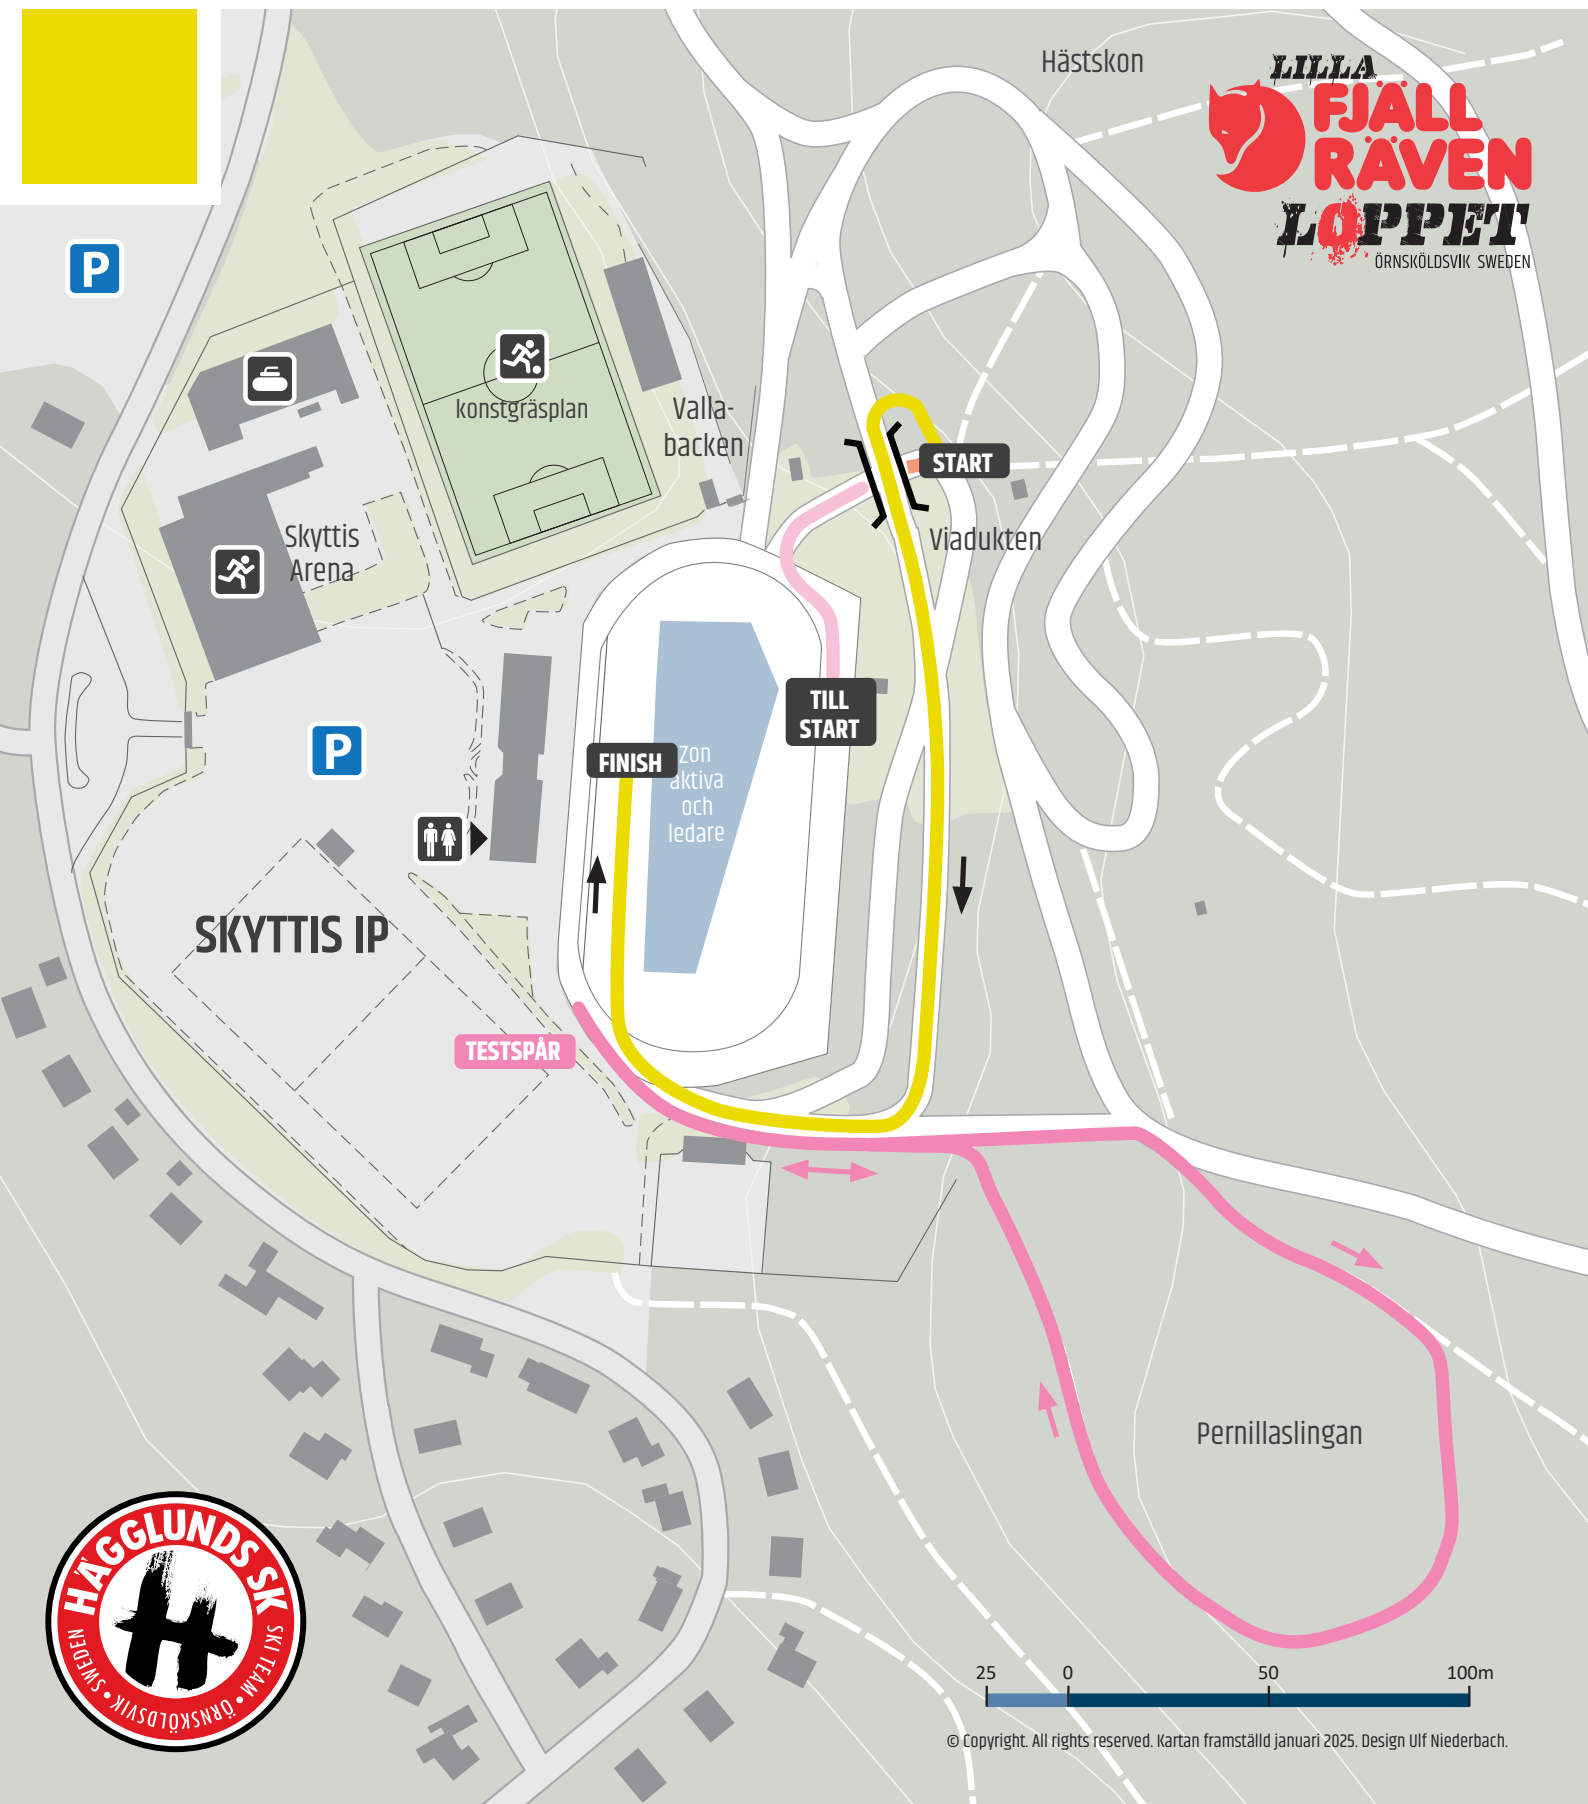 Hästskon
LILLA
FJÄLL
RÄVEN
LOPPET
ÖRNSKÖLDSVIK SWEDEN
P
konstgräsplan
Valla-
backen
START
Viadukten
Skyttis
Arena
TILL
START
P
FINISH
Zon
aktiva
och
ledare
SKYTTIS IP
TESTSPÅR
Pernillaslingan
HÄGGLUNDS SK
SKI TEAM • ÖRNSKÖLDSVIK • SWEDEN
25 0 50 100m
© Copyright. All rights reserved. Kartan framställd januari 2025. Design Ulf Niederbach.